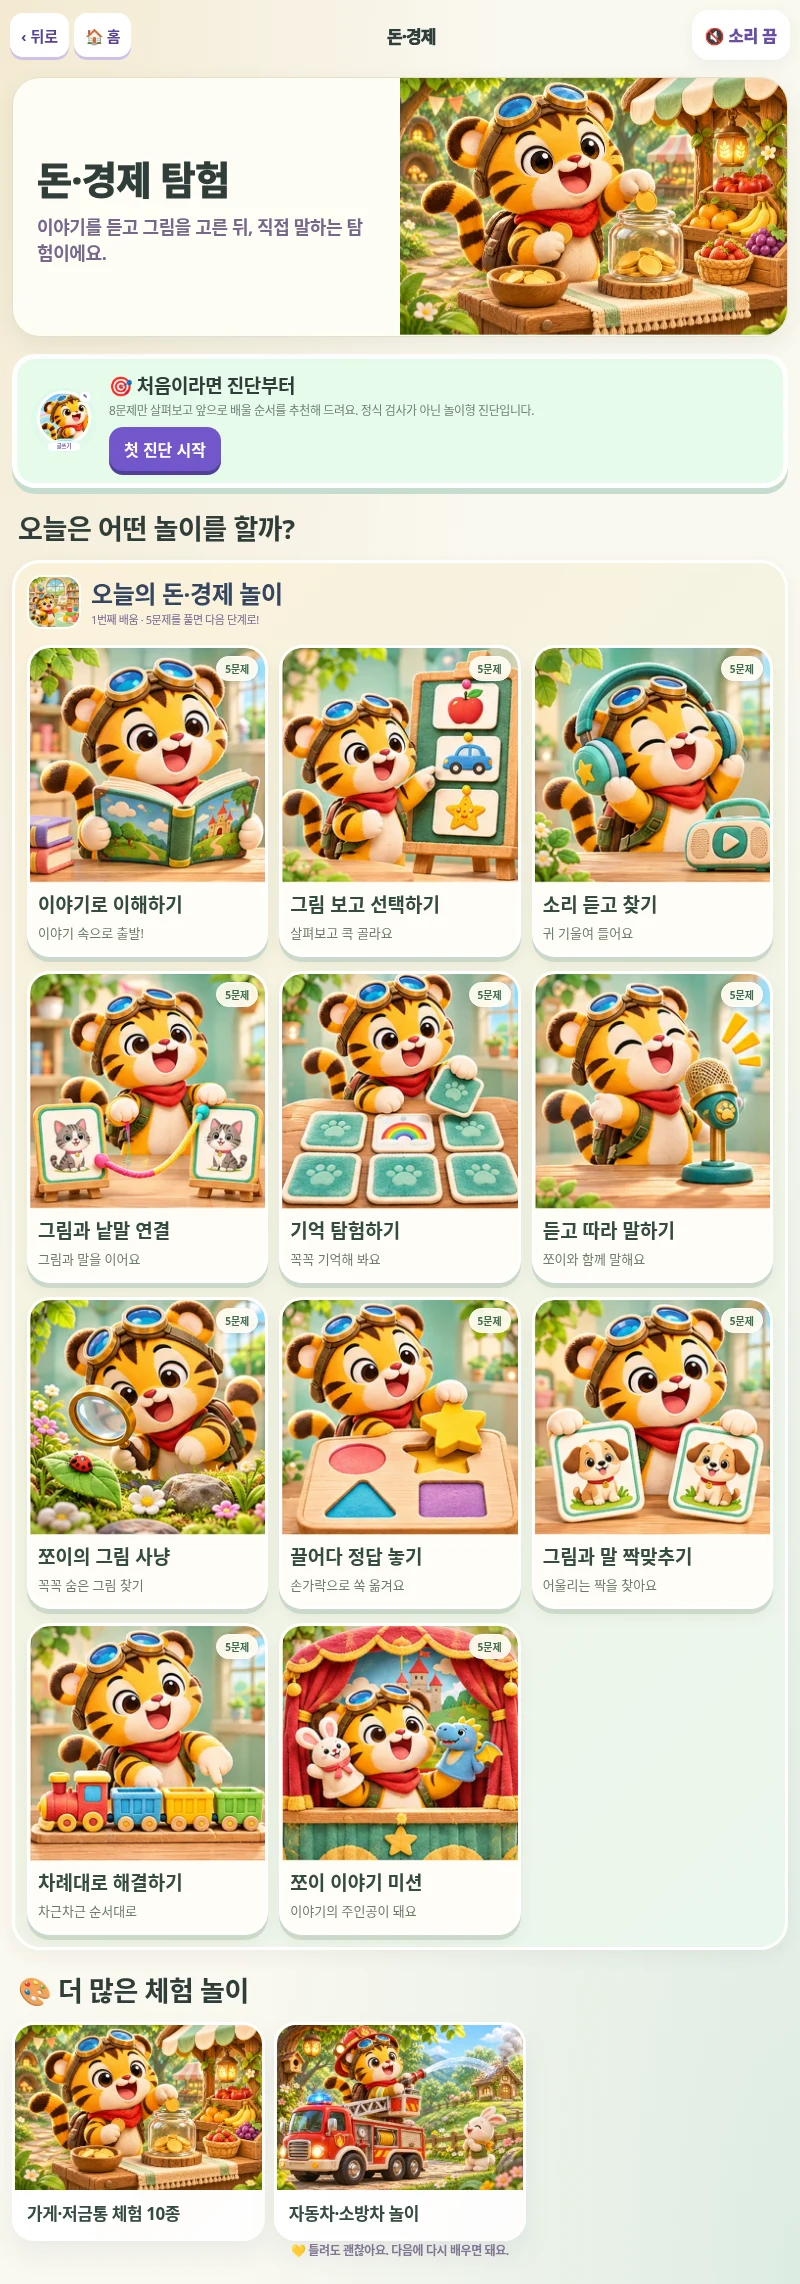 ‹ 뒤로
🏠 홈
돈·경제
🔇 소리 끔
돈·경제 탐험
이야기를 듣고 그림을 고른 뒤, 직접 말하는 탐
험이에요.
🎯 처음이라면 진단부터
8문제만 살펴보고 앞으로 배울 순서를 추천해 드려요. 정식 검사가 아닌 놀이형 진단입니다.
글쓰기
첫 진단 시작
오늘은 어떤 놀이를 할까?
오늘의 돈·경제 놀이
1번째 배움 · 5문제를 풀면 다음 단계로!
5문제
5문제
5문제
이야기로 이해하기
그림 보고 선택하기
소리 듣고 찾기
이야기 속으로 출발!
살펴보고 콕 골라요
귀 기울여 들어요
5문제
5문제
5문제
그림과 낱말 연결
기억 탐험하기
듣고 따라 말하기
그림과 말을 이어요
꼭꼭 기억해 봐요
쪼이와 함께 말해요
5문제
5문제
5문제
쪼이의 그림 사냥
끌어다 정답 놓기
그림과 말 짝맞추기
꼭꼭 숨은 그림 찾기
손가락으로 쏙 옮겨요
어울리는 짝을 찾아요
5문제
5문제
차례대로 해결하기
쪼이 이야기 미션
차근차근 순서대로
이야기의 주인공이 돼요
🎨 더 많은 체험 놀이
가게·저금통 체험 10종
자동차·소방차 놀이
💛 틀려도 괜찮아요. 다음에 다시 배우면 돼요.